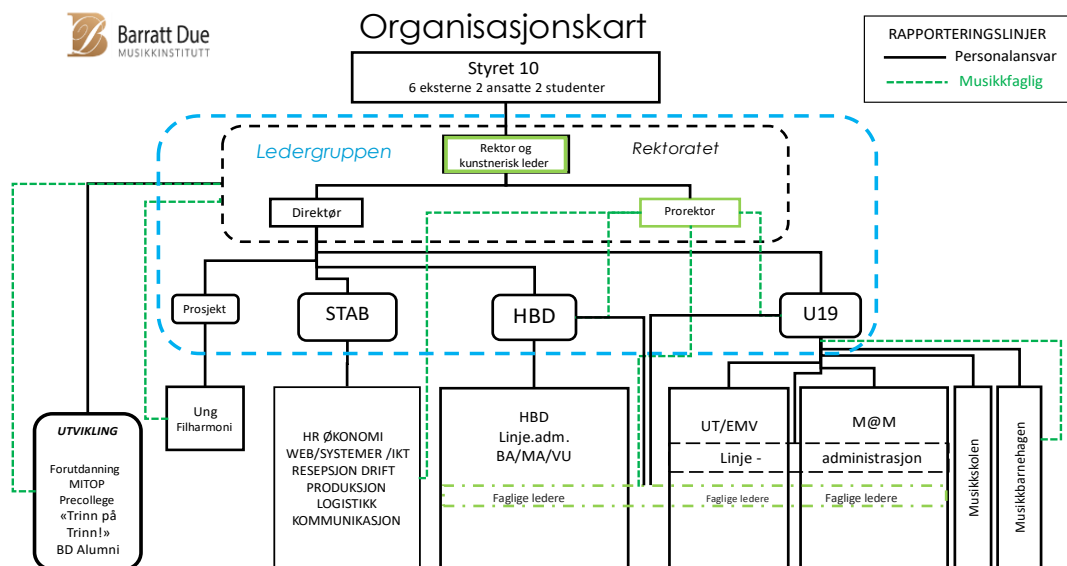 Barratt Due
MUSIKKINSTITUTT
Organisasjonskart
RAPPORTERINGSLINJER
Personalansvar
Musikkfaglig
Styret 10
6 eksterne 2 ansatte 2 studenter
Ledergruppen
Rektor og
kunstnerisk leder
Rektoratet
Direktør
Prorektor
Prosjekt
STAB
HBD
U19
Ung
Filharmoni
UTVIKLING
Forutdanning
MITOP
Precollege
«Trinn på
Trinn!»
BD Alumni
HR ØKONOMI
WEB/SYSTEMER /IKT
RESEPSJON DRIFT
PRODUKSJON
LOGISTIKK
KOMMUNIKASJON
HBD
Linje.adm.
BA/MA/VU
Faglige ledere
UT/EMV
Linje -
Faglige ledere
M@M
administrasjon
Faglige ledere
Musikkskolen
Musikkbarnehagen